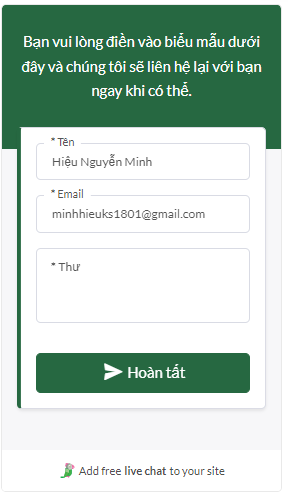 Bạn vui lòng điền vào biểu mẫu dưới
đây và chúng tôi sẽ liên hệ lại với bạn
ngay khi có thể.
* Tên
Hiệu Nguyễn Minh
* Email
minhhieuks1801@gmail.com
* Thư
Hoàn tất
Add free live chat to your site